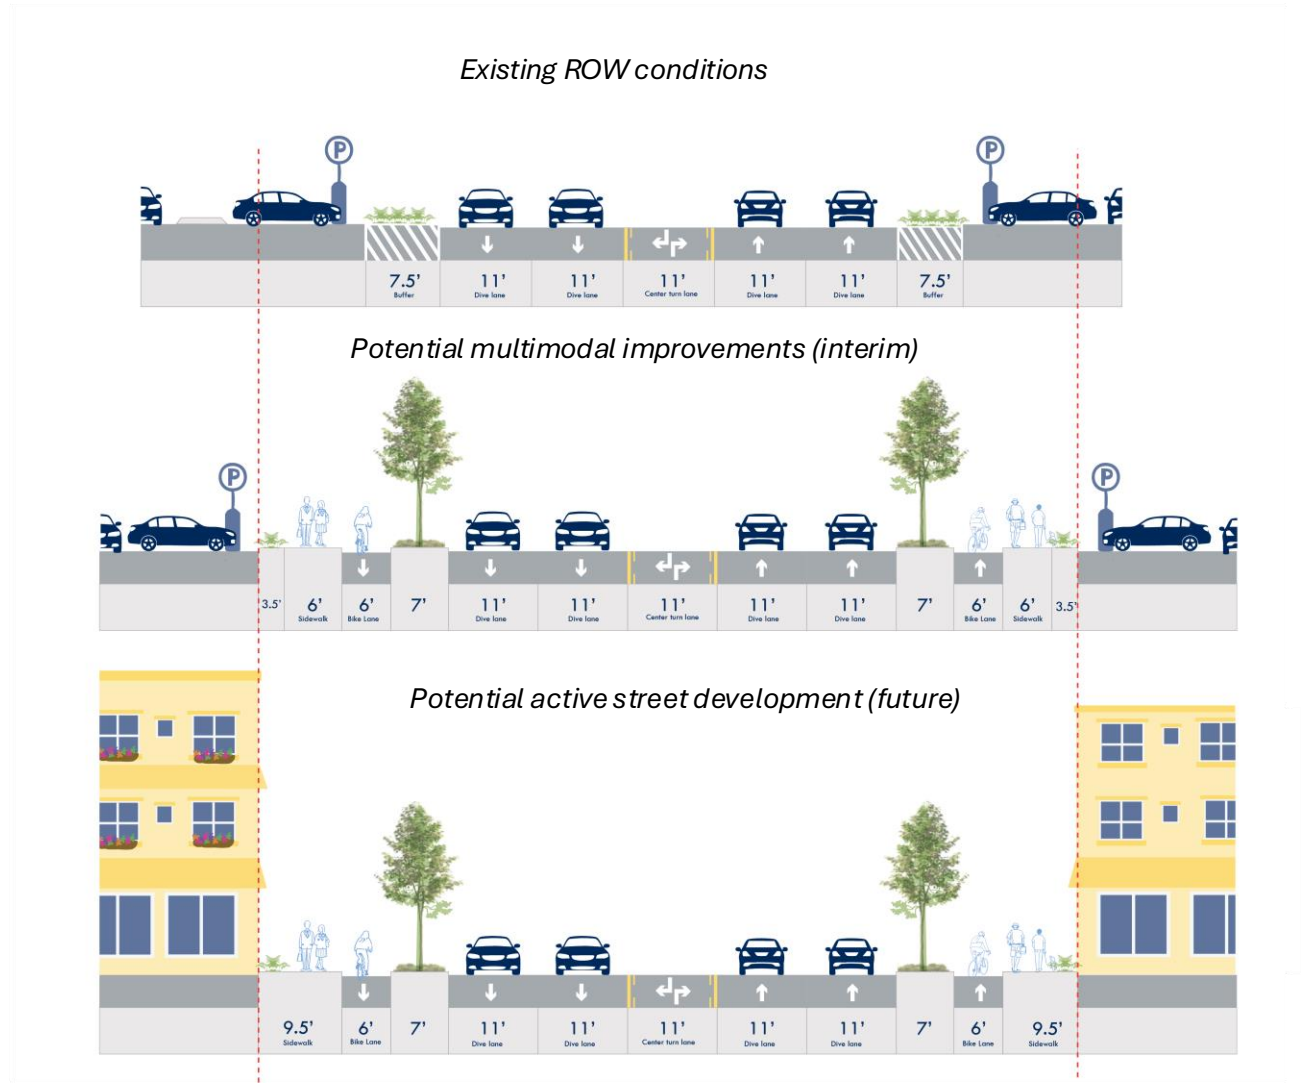 Existing ROW conditions
P P
7.5' 11' 11' 11' 11' 11' 7.5'
Buffer Dive lane Dive lane Center turn lane Dive lane Dive lane Buffer
Potential multimodal improvements (interim)
P P
3.5' 6' 6' 7' 11' 11' 11' 11' 11' 7' 6' 6' 3.5'
Sidewalk Bike Lane Dive lane Dive lane Center turn lane Dive lane Dive lane Bike Lane Sidewalk
Potential active street development (future)
9.5' 6' 7' 11' 11' 11' 11' 11' 7' 6' 9.5'
Sidewalk Bike Lane Dive lane Dive lane Center turn lane Dive lane Dive lane Bike Lane Sidewalk